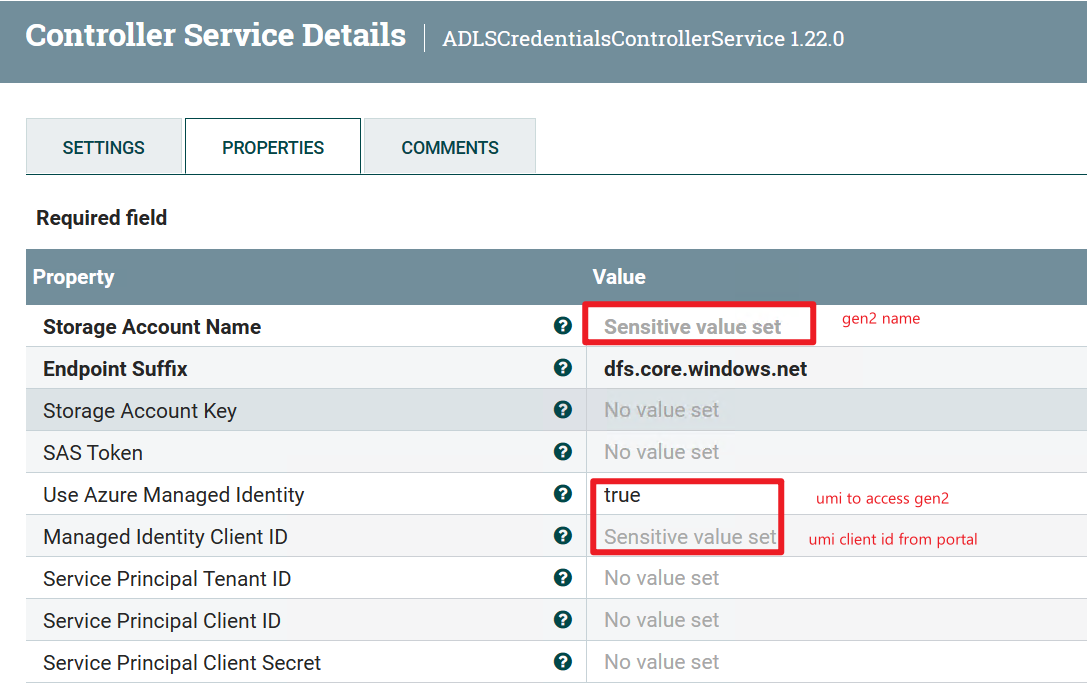 Controller Service Details | ADLSCredentialsControllerService 1.22.0
SETTINGS PROPERTIES COMMENTS
Required field
Property Value
Storage Account Name ? Sensitive value set gen2 name
Endpoint Suffix ? dfs.core.windows.net
Storage Account Key ? No value set
SAS Token ? No value set
Use Azure Managed Identity ? true umi to access gen2
Managed Identity Client ID ? Sensitive value set umi client id from portal
Service Principal Tenant ID ? No value set
Service Principal Client ID ? No value set
Service Principal Client Secret ? No value set